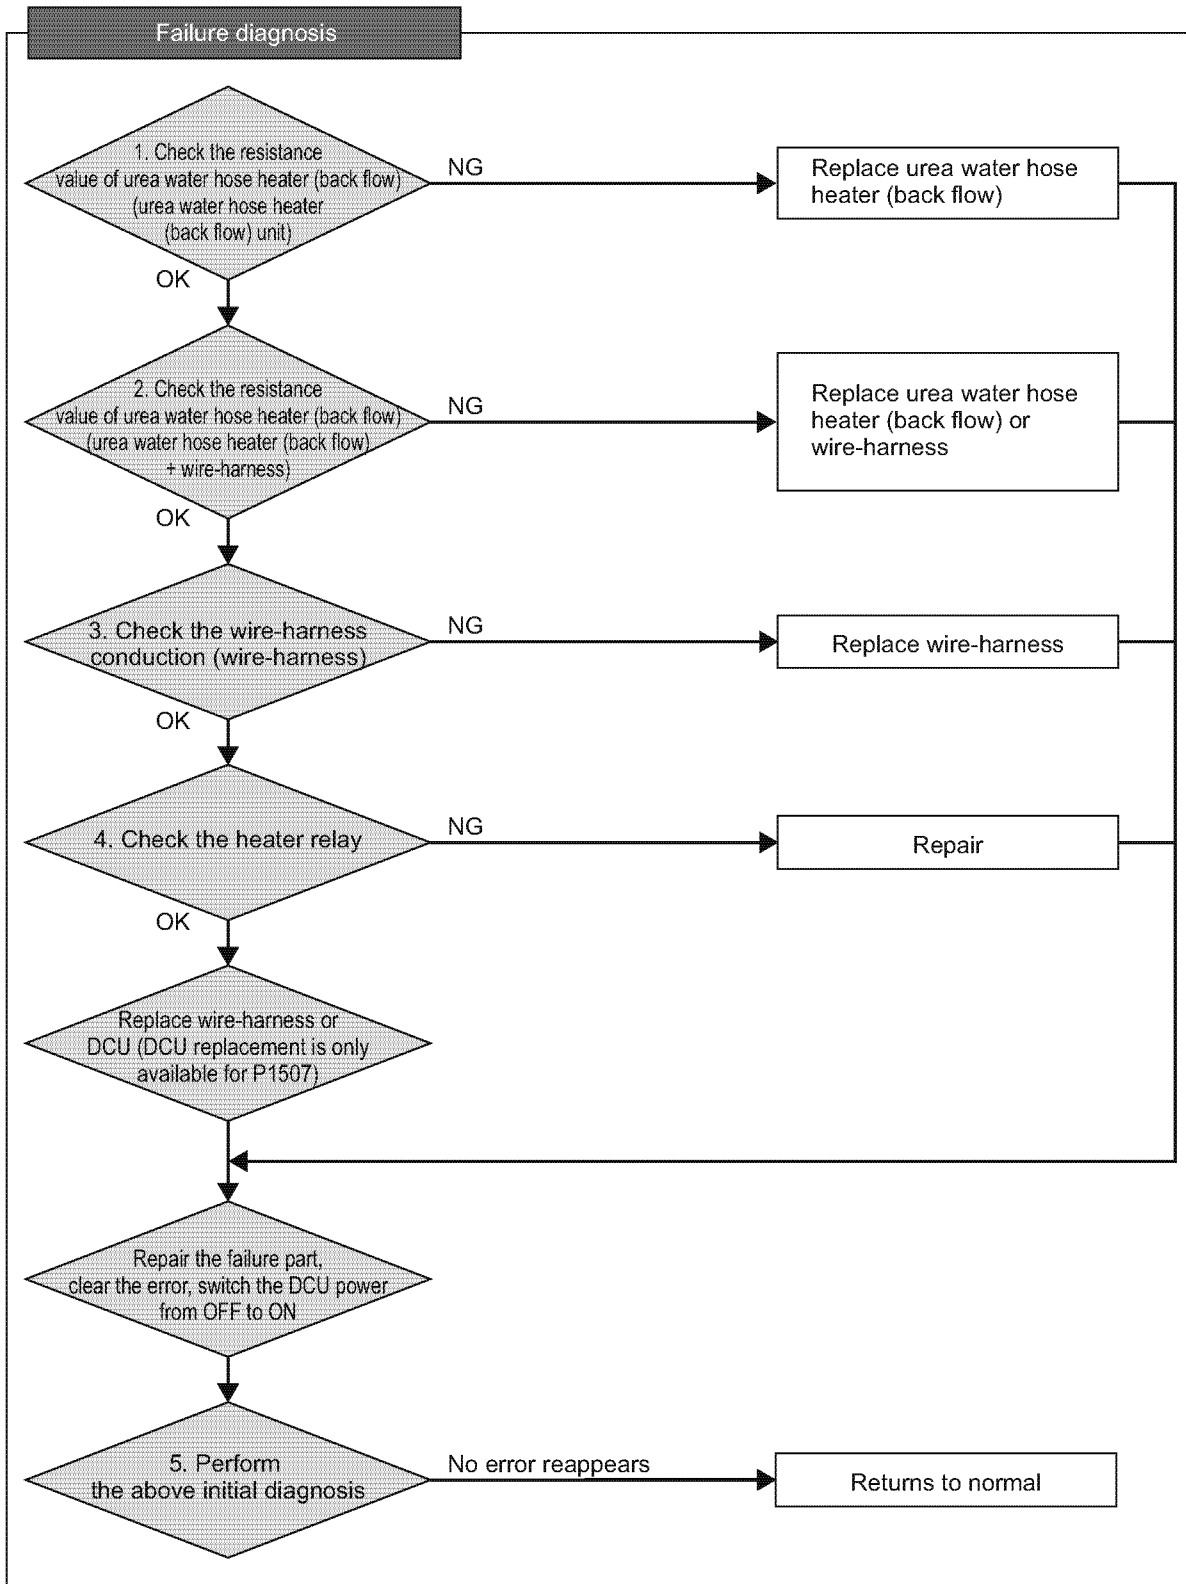 Failure diagnosis
1. Check the resistance
value of urea water hose heater (back flow)
(urea water hose heater
(back flow) unit)
NG
Replace urea water hose
heater (back flow)
OK
2. Check the resistance
value of urea water hose heater (back flow)
(urea water hose heater (back flow)
+ wire-harness)
NG
Replace urea water hose
heater (back flow) or
wire-harness
OK
3. Check the wire-harness
conduction (wire-harness)
NG
Replace wire-harness
OK
4. Check the heater relay
NG
Repair
OK
Replace wire-harness or
DCU (DCU replacement is only
available for P1507)
Repair the failure part,
clear the error, switch the DCU power
from OFF to ON
5. Perform
the above initial diagnosis
No error reappears
Returns to normal